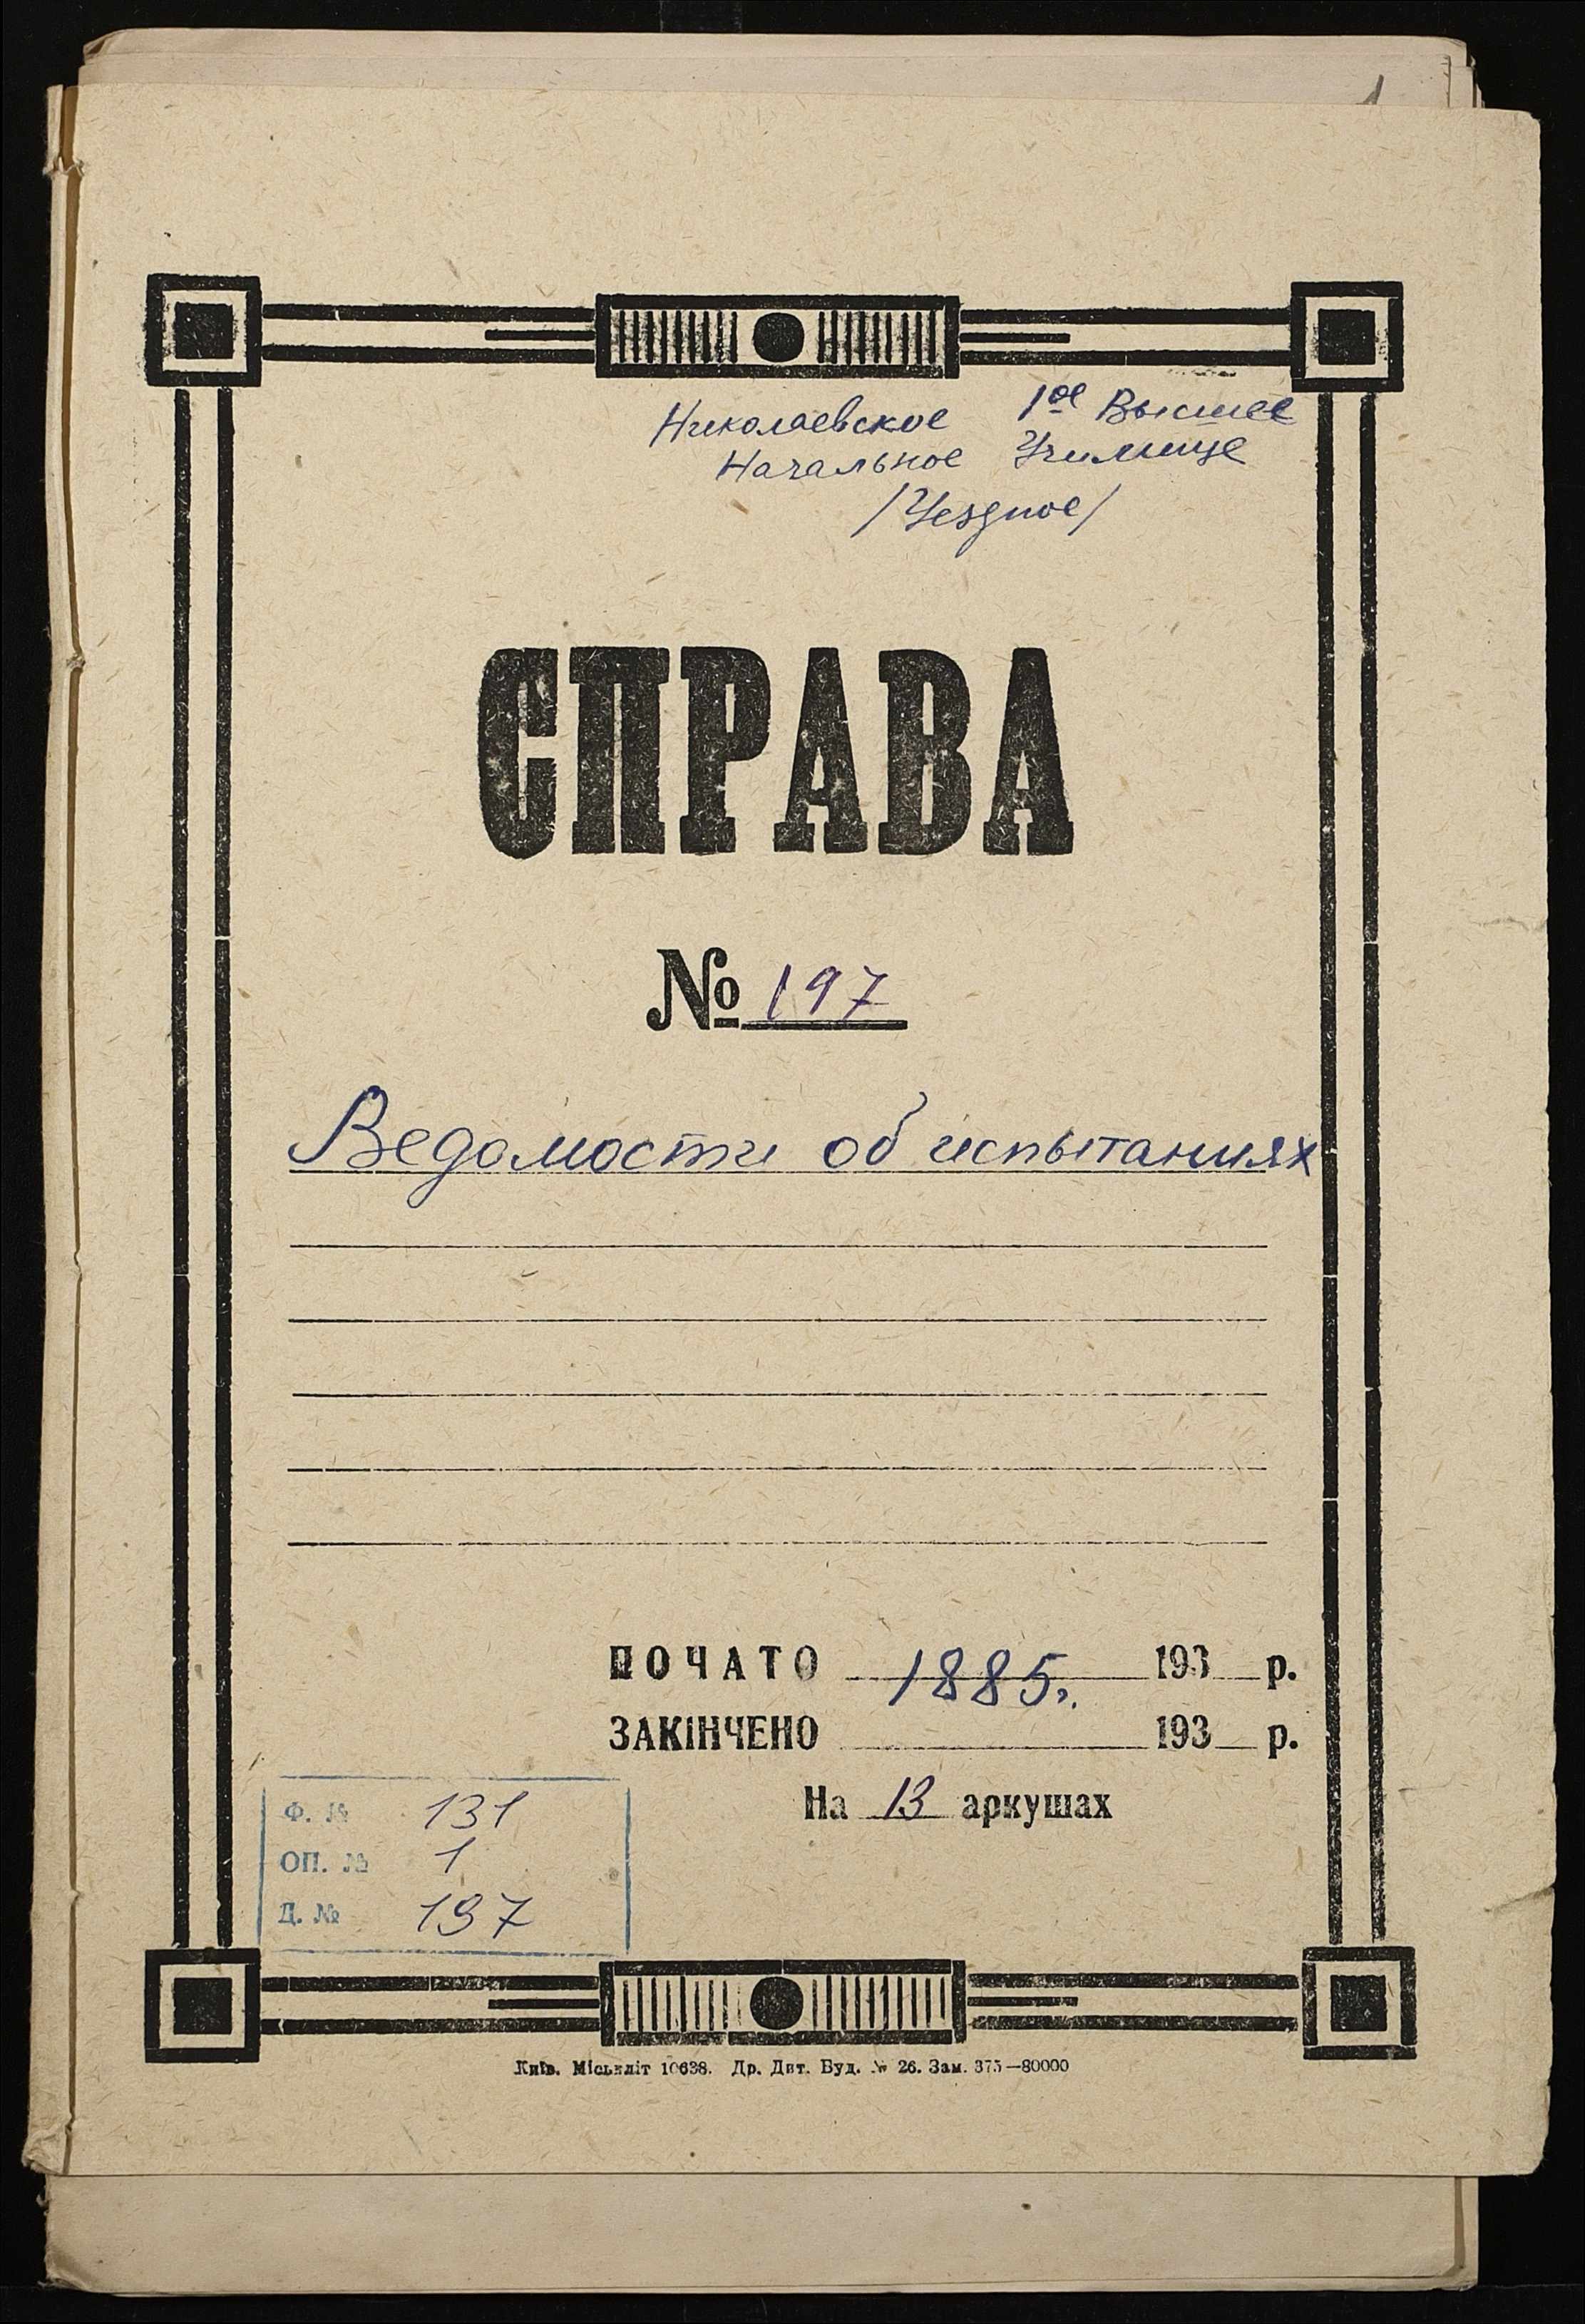 Николаевское 1ое Высшее
Начальное Училище
/Уездное/
СПРАВА
№ 197
Ведомости об испытаниях
ПОЧАТО 1885г. 193 р.
ЗАКІНЧЕНО 193 р.
На 13 аркушах
Ф. № 131
ОП. № 1
Д. № 197
Київ. Міськліт 10638. Др. Дит. Буд. № 26. Зам. 375—80000